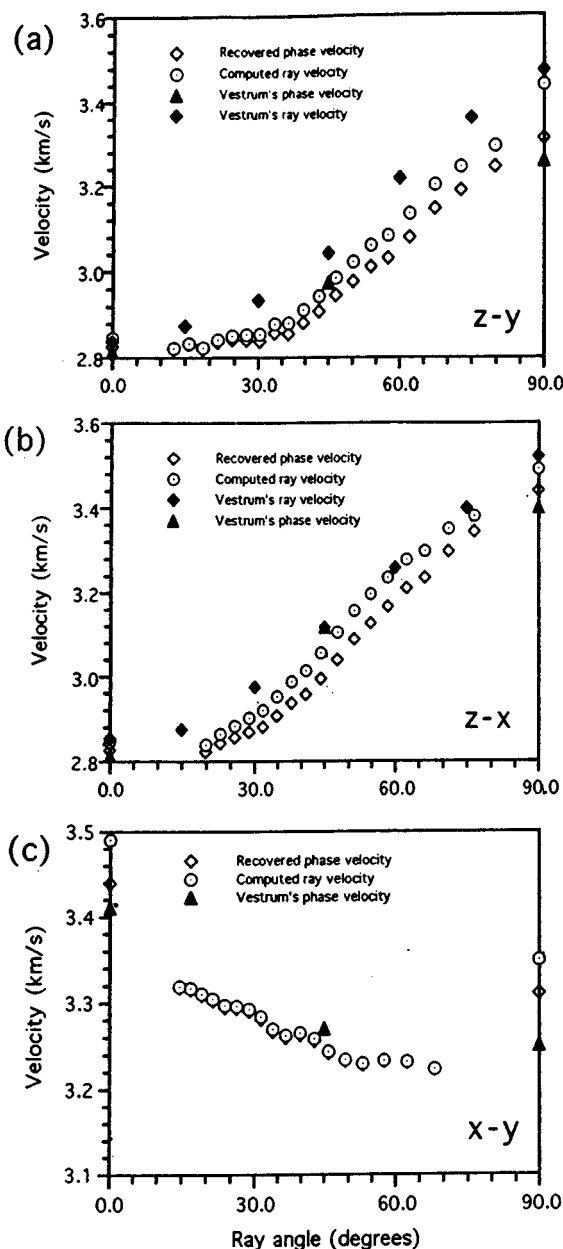 (a)
3.6
3.4
3.2
3.0
2.8
Velocity (km/s)
Recovered phase velocity
Computed ray velocity
Vestrum's phase velocity
Vestrum's ray velocity
z-y
0.0 30.0 60.0 90.0
(b)
3.6
3.4
3.2
3.0
2.8
Velocity (km/s)
Recovered phase velocity
Computed ray velocity
Vestrum's ray velocity
Vestrum's phase velocity
z-x
0.0 30.0 60.0 90.0
(c)
3.5
3.4
3.3
3.2
3.1
Velocity (km/s)
Recovered phase velocity
Computed ray velocity
Vestrum's phase velocity
x-y
0.0 30.0 60.0 90.0
Ray angle (degrees)